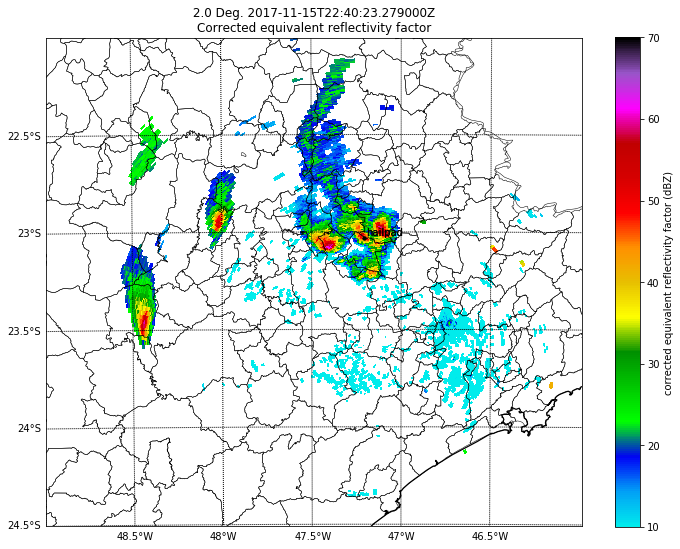 2.0 Deg. 2017-11-15T22:40:23.279000Z
Corrected equivalent reflectivity factor
22.5°S
23°S
23.5°S
24°S
24.5°S
48.5°W
48°W
47.5°W
47°W
46.5°W
hailpad
70
60
50
40
30
20
10
corrected equivalent reflectivity factor (dBZ)